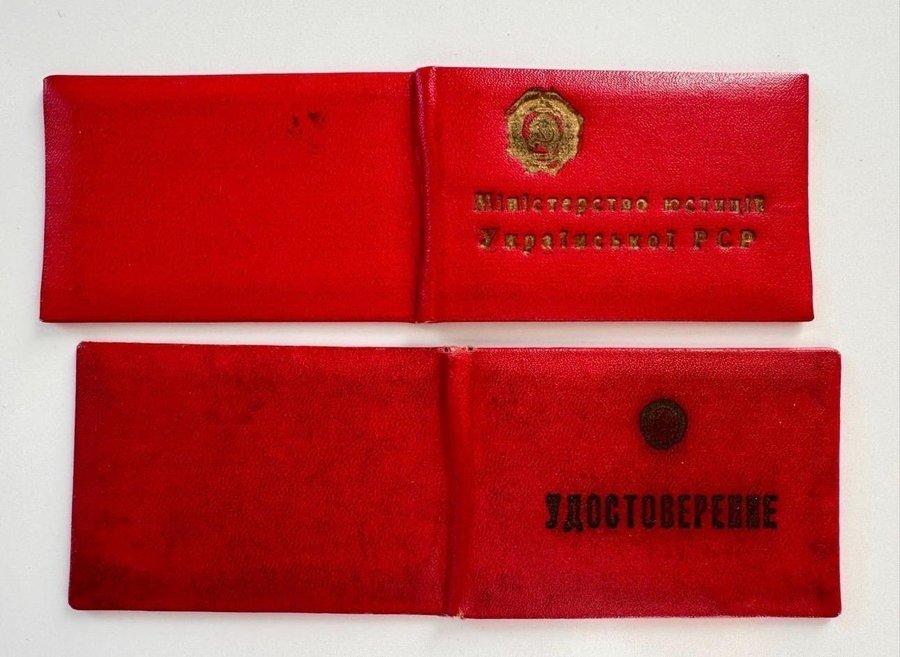 Міністерство юстиції
Української РСР
УДОСТОВЕРЕНИЕ